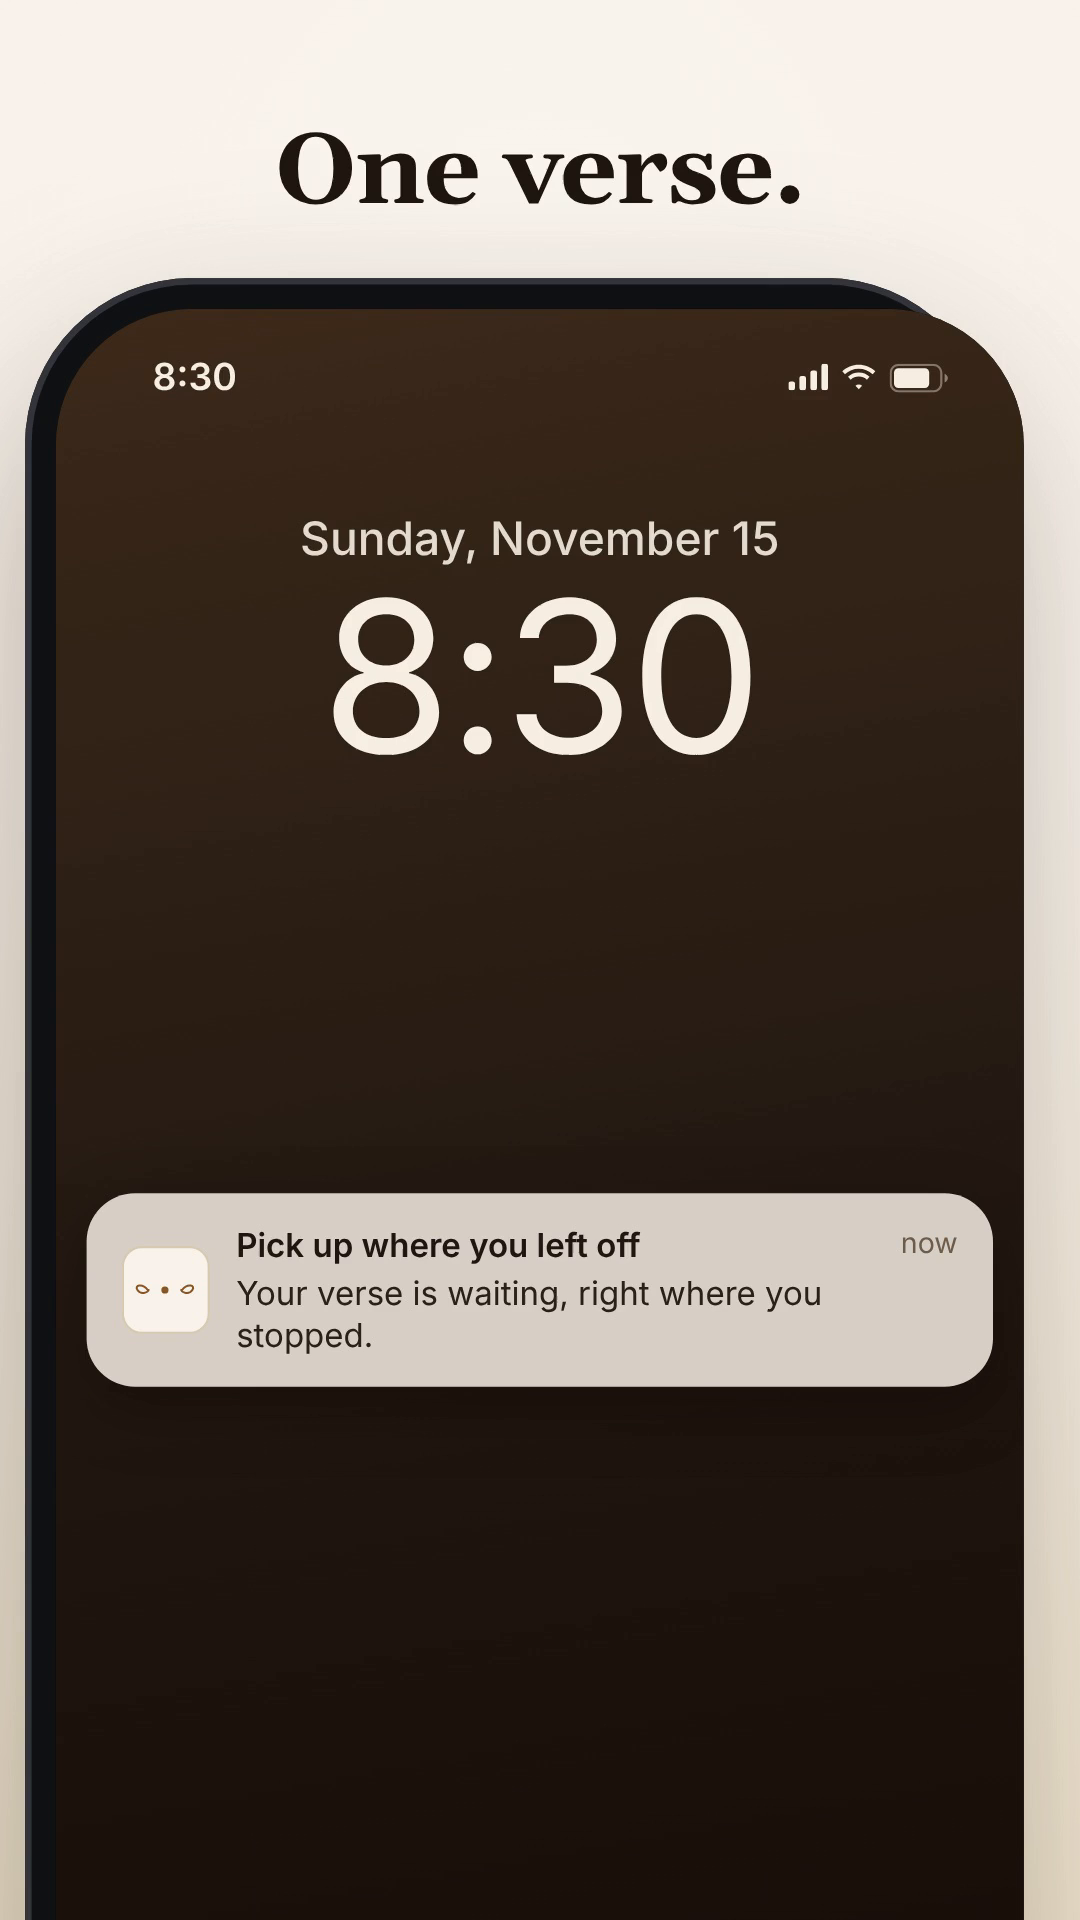 One verse.
8:30
Sunday, November 15
8:30
Pick up where you left off
now
Your verse is waiting, right where you
stopped.